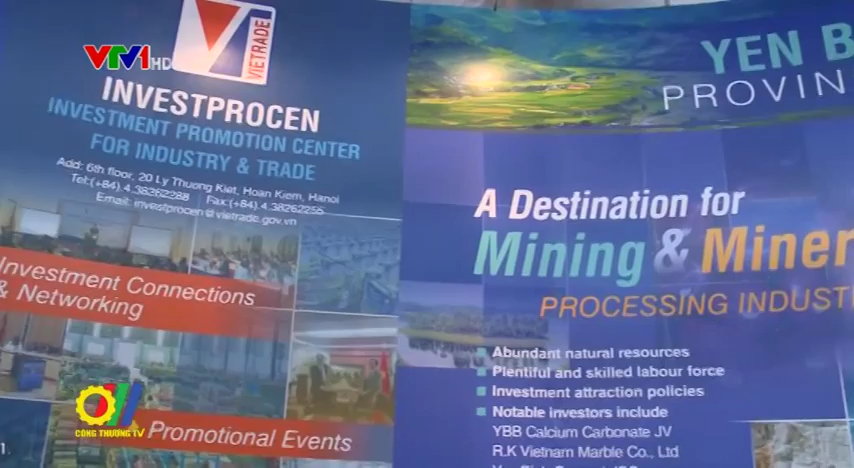 VTV1 HD
VIETRADE
INVESTPROCEN
INVESTMENT PROMOTION CENTER
FOR INDUSTRY & TRADE
Add: 6th floor, 20 Ly Thuong Kiet, Hoan Kiem, Hanoi
Tel:(+84).4.38262288 Fax:(+84).4.38262255
Email: investprocen@vietrade.gov.vn
Investment Connections
& Networking
Promotional Events
CÔNG THƯƠNG TV
YEN B
PROVIN
A Destination for
Mining & Miner
PROCESSING INDUST
Abundant natural resources
Plentiful and skilled labour force
Investment attraction policies
Notable investors include
YBB Calcium Carbonate JV
R.K Vietnam Marble Co., Ltd